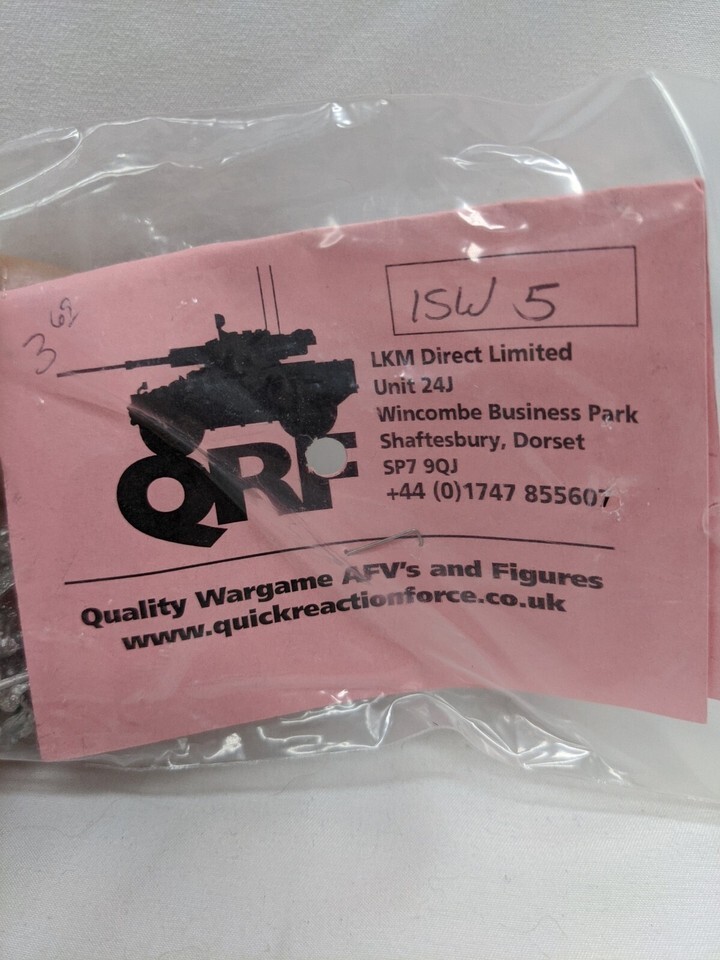 3 69
ISW 5
LKM Direct Limited
Unit 24J
Wincombe Business Park
Shaftesbury, Dorset
SP7 9QJ
+44 (0)1747 855607
QRF
Quality Wargame AFV's and Figures
www.quickreactionforce.co.uk